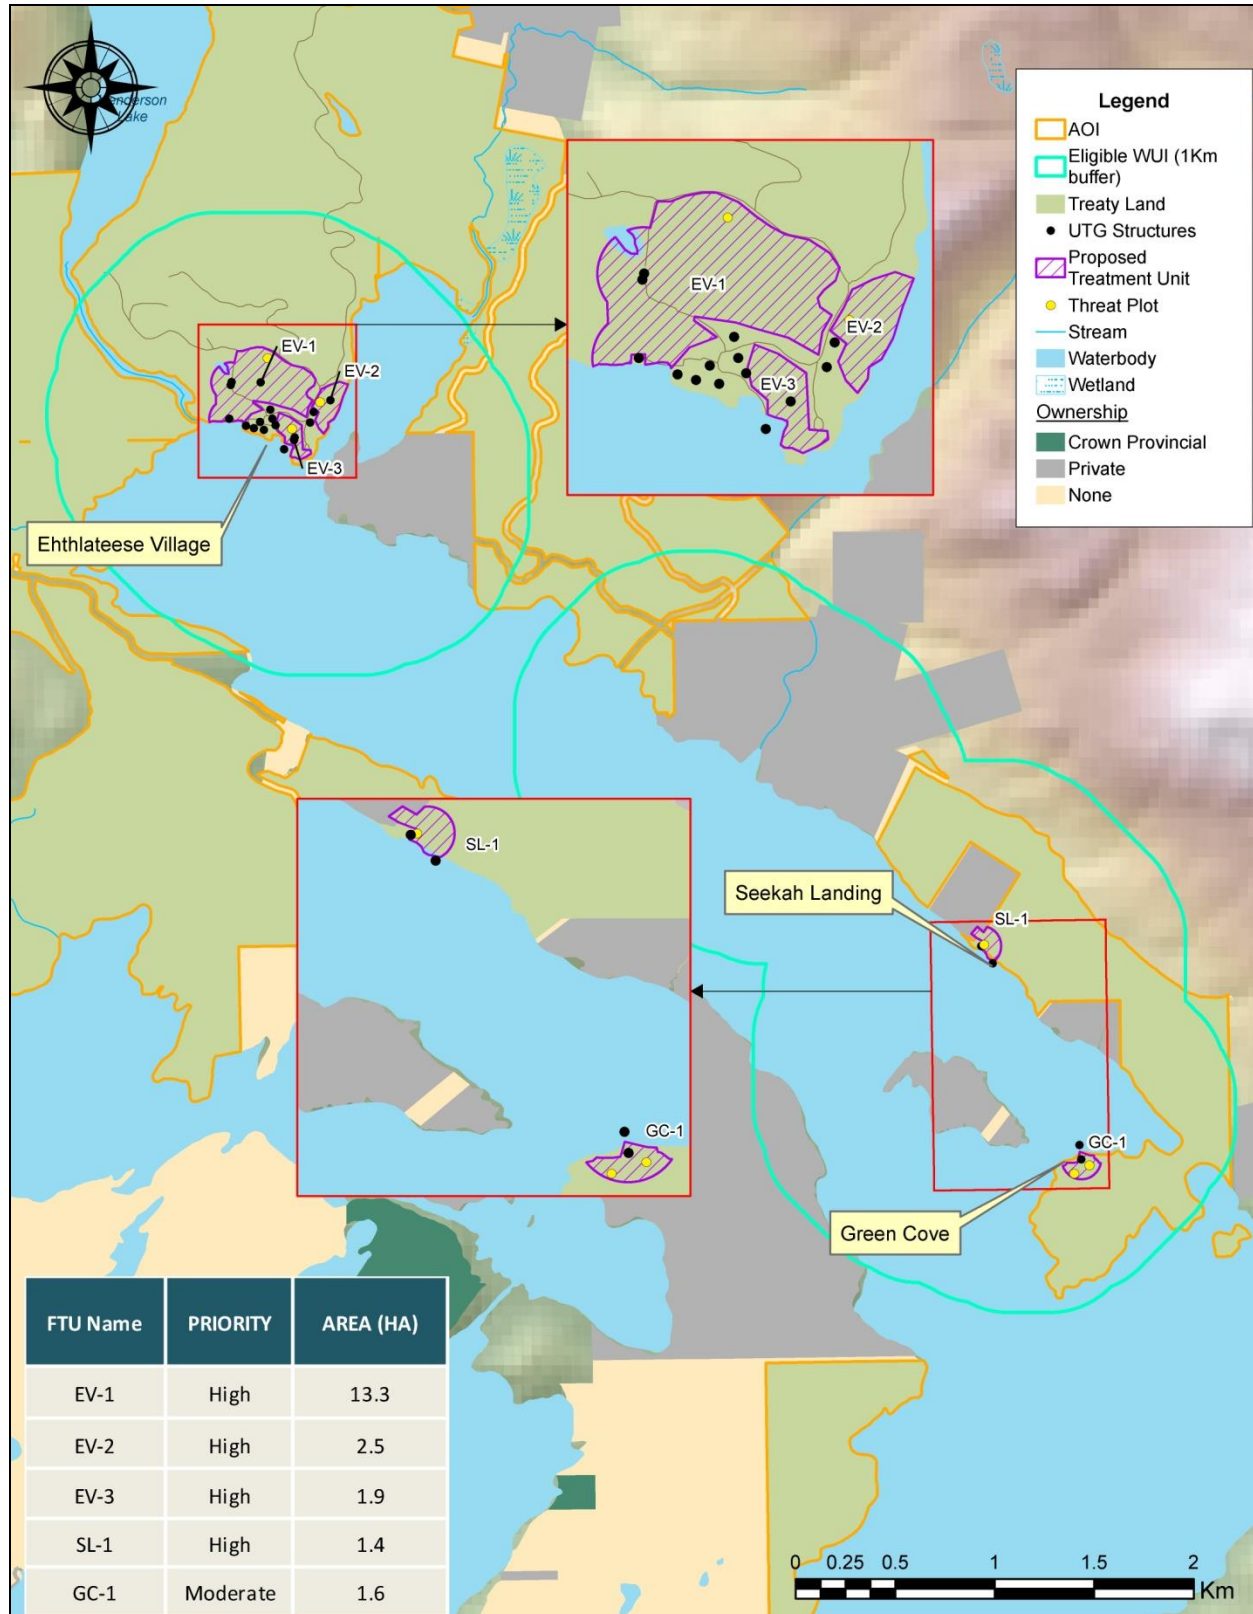 Henderson
Lake
Legend
AOI
Eligible WUI (1Km
buffer)
Treaty Land
UTG Structures
Proposed
Treatment Unit
Threat Plot
Stream
Waterbody
Wetland
Ownership
Crown Provincial
Private
None
EV-1
EV-2
EV-3
EV-1
EV-2
EV-3
Ehthlateese Village
SL-1
Seekah Landing
SL-1
GC-1
GC-1
Green Cove
FTU Name PRIORITY AREA (HA)
EV-1 High 13.3
EV-2 High 2.5
EV-3 High 1.9
SL-1 High 1.4
GC-1 Moderate 1.6
0 0.25 0.5 1 1.5 2
Km